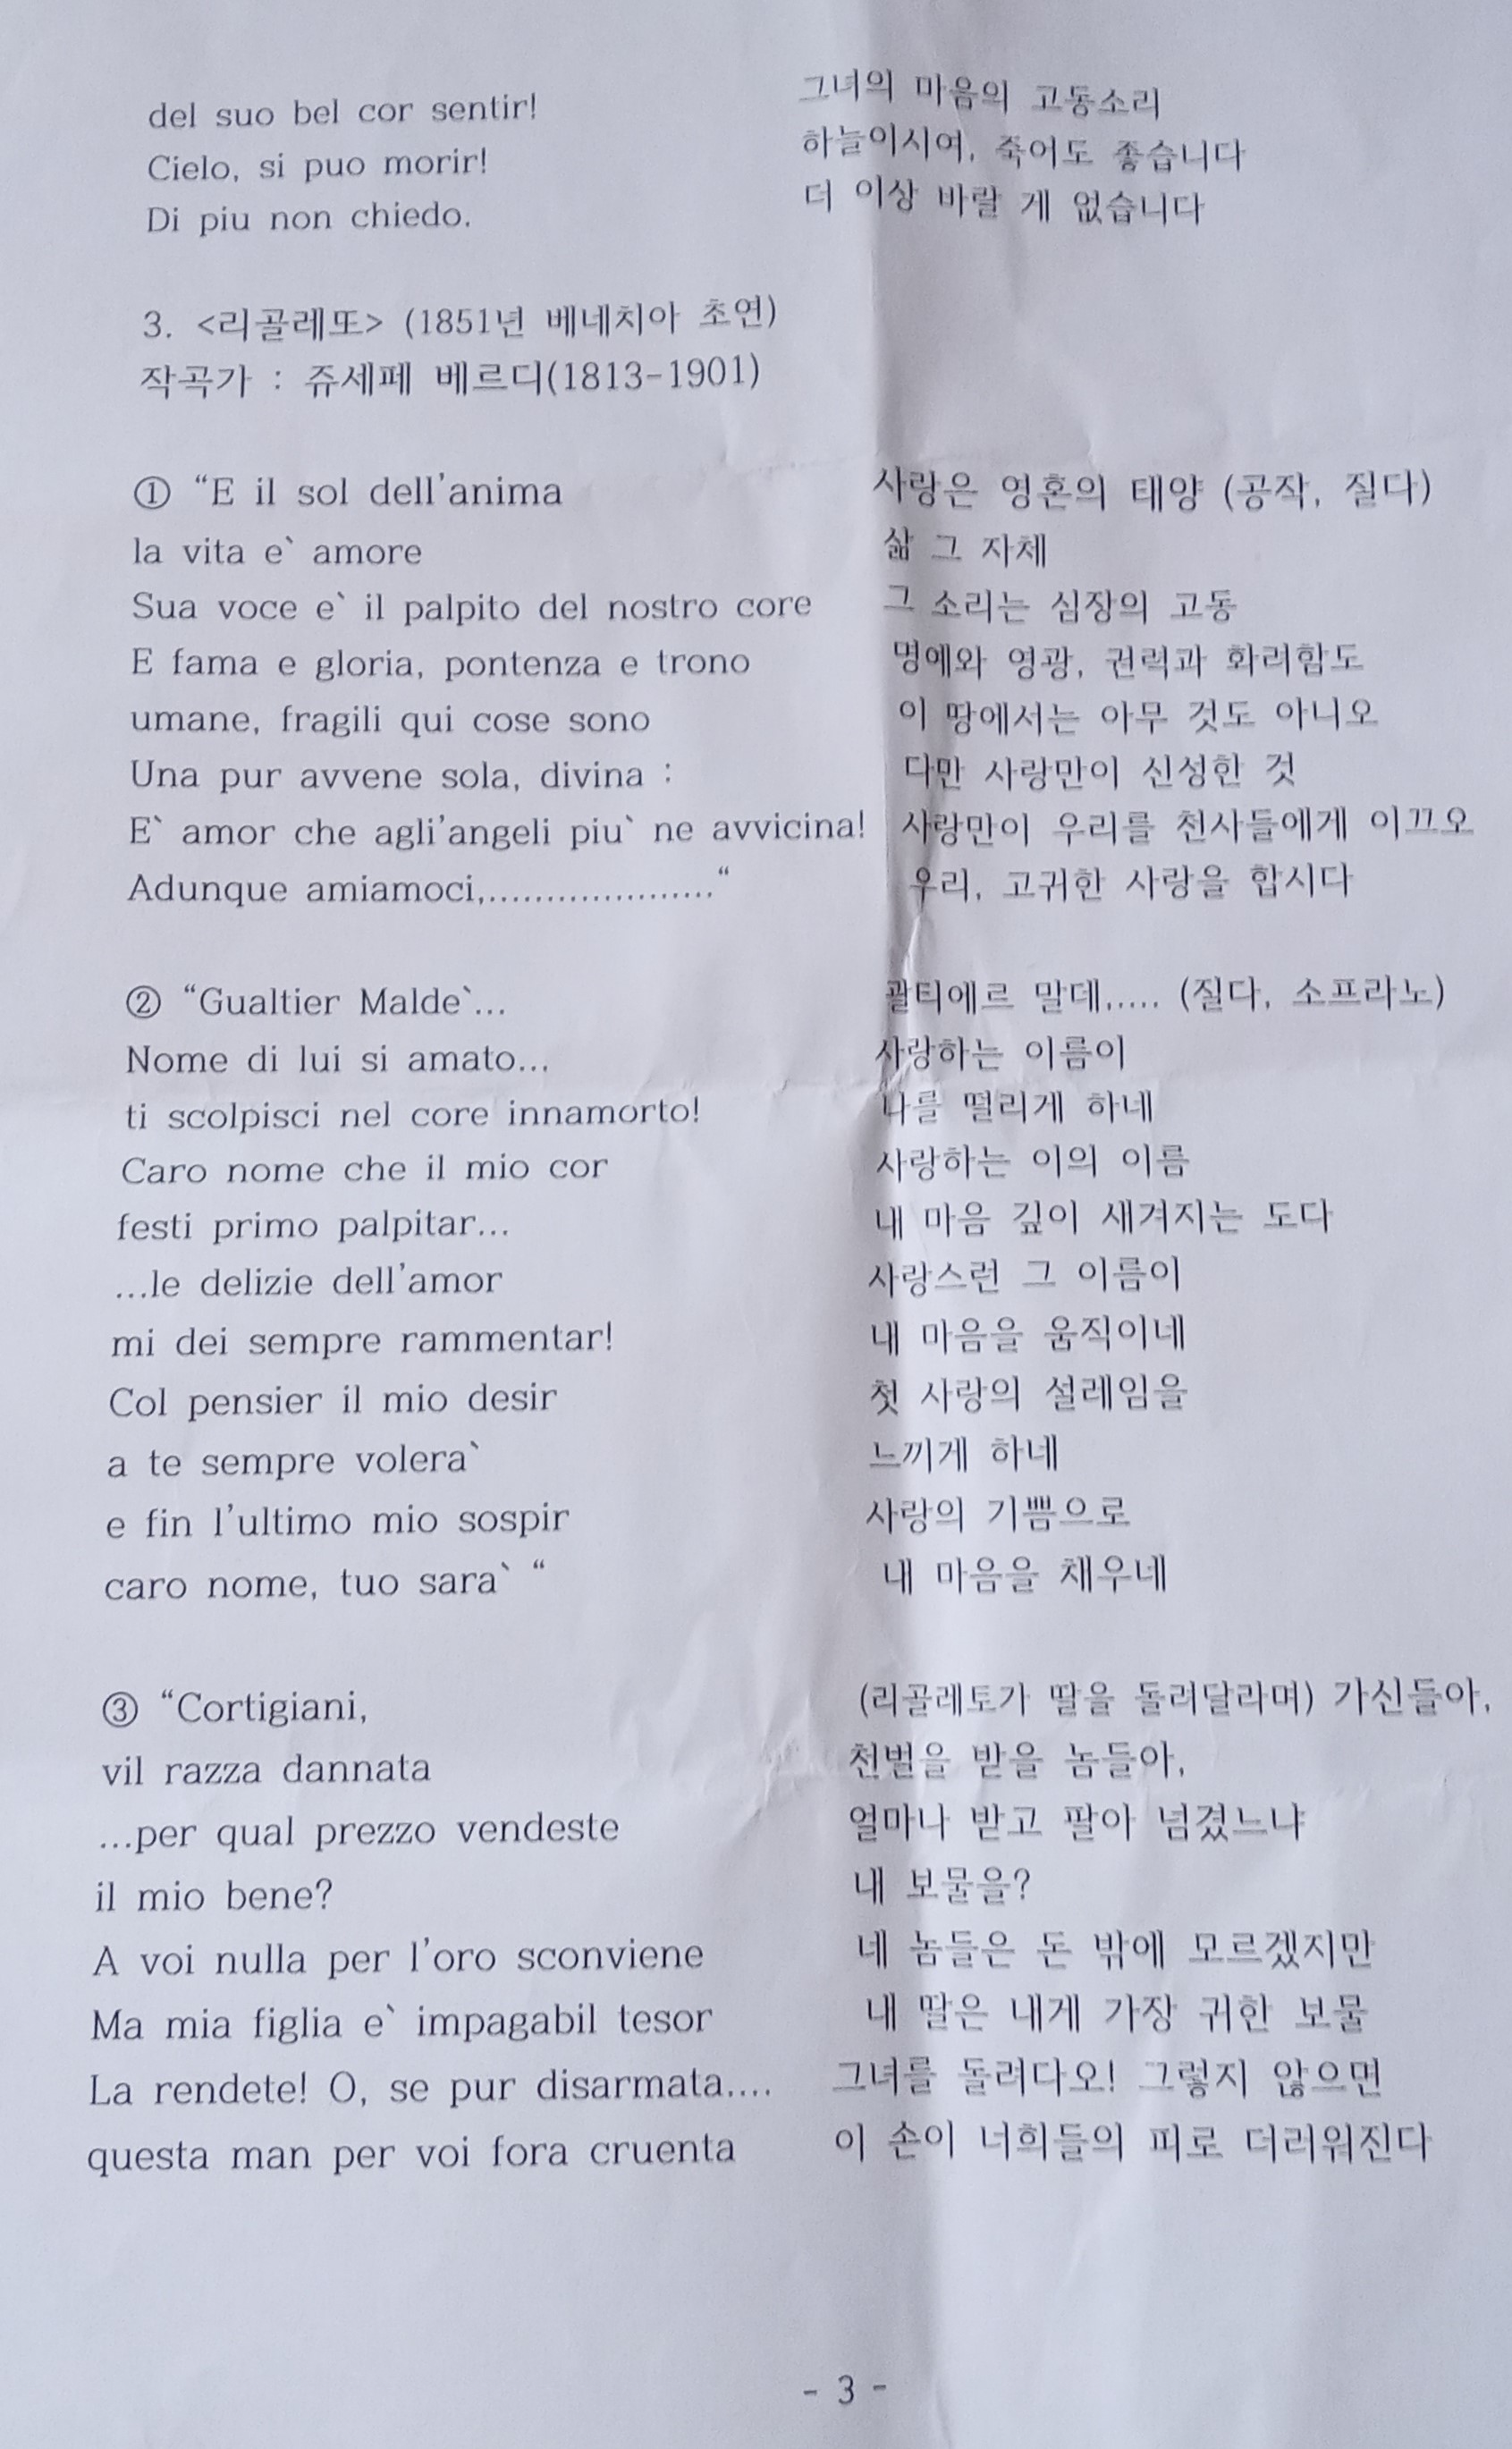 del suo bel cor sentir! 그녀의 마음의 고동소리
Cielo, si puo morir! 하늘이시여, 죽어도 좋습니다
Di piu non chiedo. 더 이상 바랄 게 없습니다
3. <리골레또> (1851년 베네치아 초연)
작곡가 : 쥬세페 베르디(1813-1901)
① “E il sol dell’anima 사랑은 영혼의 태양 (공작, 질다)
la vita e` amore 삶 그 자체
Sua voce e` il palpito del nostro core 그 소리는 심장의 고동
E fama e gloria, pontenza e trono 명예와 영광, 권력과 화려함도
umane, fragili qui cose sono 이 땅에서는 아무 것도 아니오
Una pur avvene sola, divina : 다만 사랑만이 신성한 것
E` amor che agli’angeli piu` ne avvicina! 사랑만이 우리를 천사들에게 이끄오
Adunque amiamoci,....................“ 우리, 고귀한 사랑을 합시다
② “Gualtier Malde`... 괄티에르 말데,.... (질다, 소프라노)
Nome di lui si amato... 사랑하는 이름이
ti scolpisci nel core innamorto! 나를 떨리게 하네
Caro nome che il mio cor 사랑하는 이의 이름
festi primo palpitar... 내 마음 깊이 새겨지는 도다
...le delizie dell’amor 사랑스런 그 이름이
mi dei sempre rammentar! 내 마음을 움직이네
Col pensier il mio desir 첫 사랑의 설레임을
a te sempre volera` 느끼게 하네
e fin l’ultimo mio sospir 사랑의 기쁨으로
caro nome, tuo sara` “ 내 마음을 채우네
③ “Cortigiani, (리골레토가 딸을 돌려달라며) 가신들아,
vil razza dannata 천벌을 받을 놈들아,
...per qual prezzo vendeste 얼마나 받고 팔아 넘겼느냐
il mio bene? 내 보물을?
A voi nulla per l’oro sconviene 네 놈들은 돈 밖에 모르겠지만
Ma mia figlia e` impagabil tesor 내 딸은 내게 가장 귀한 보물
La rendete! O, se pur disarmata.... 그녀를 돌려다오! 그렇지 않으면
questa man per voi fora cruenta 이 손이 너희들의 피로 더러워진다
- 3 -